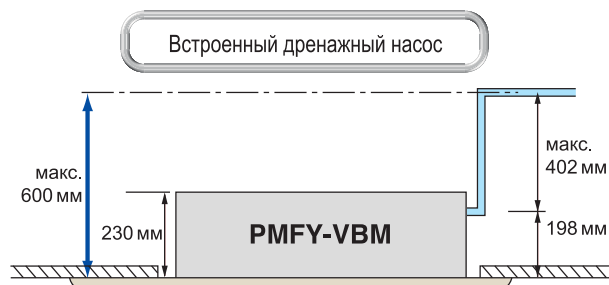 Встроенный дренажный насос
макс.
600 мм
230 мм
PMFY-VBM
макс.
402 мм
198 мм